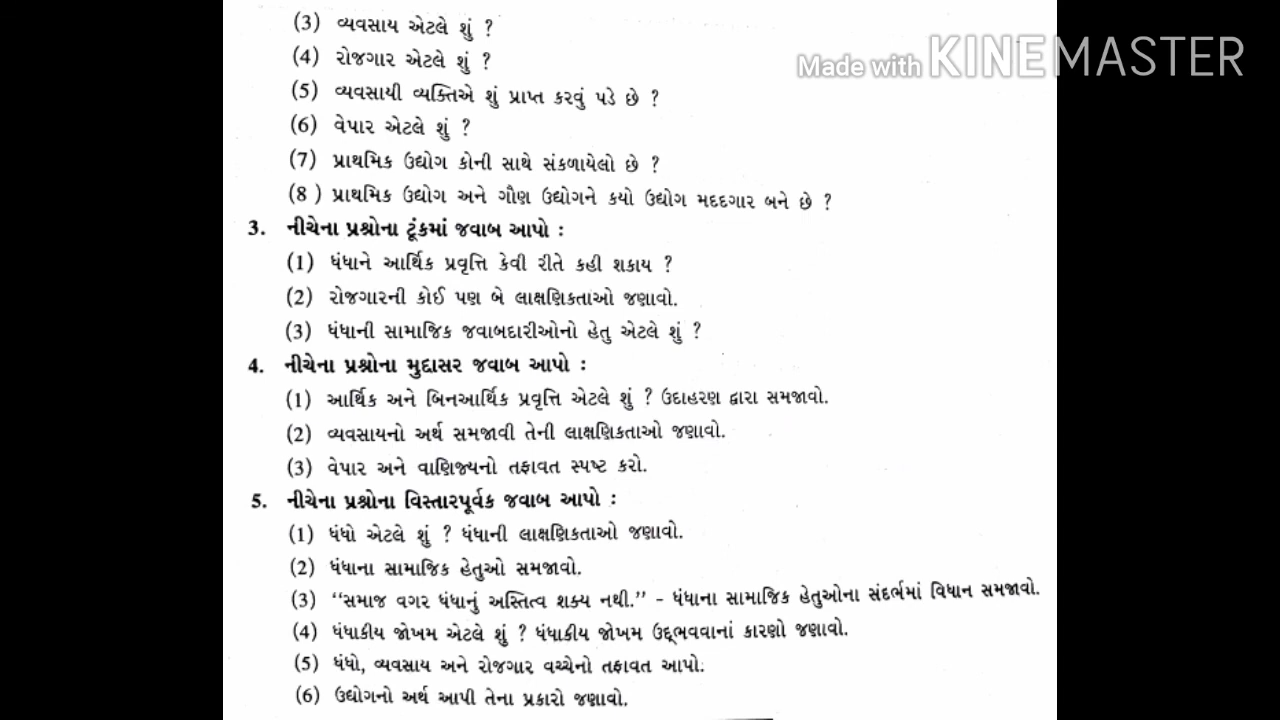 (3) વ્યવસાય એટલે શું ?
Made with KINEMASTER
(4) રોજગાર એટલે શું ?
(5) વ્યવસાયી વ્યક્તિએ શું પ્રાપ્ત કરવું પડે છે ?
(6) વેપાર એટલે શું ?
(7) પ્રાથમિક ઉદ્યોગ કોની સાથે સંકળાયેલો છે ?
(8 ) પ્રાથમિક ઉદ્યોગ અને ગૌણ ઉદ્યોગને કયો ઉદ્યોગ મદદગાર બને છે ?
3. નીચેના પ્રશ્નોના ટૂંકમાં જવાબ આપો :
(1) ધંધાને આર્થિક પ્રવૃત્તિ કેવી રીતે કહી શકાય ?
(2) રોજગારની કોઈ પણ બે લાક્ષણિકતાઓ જણાવો.
(3) ધંધાની સામાજિક જવાબદારીઓનો હેતુ એટલે શું ?
4. નીચેના પ્રશ્નોના મુદ્દાસર જવાબ આપો :
(1) આર્થિક અને બિનઆર્થિક પ્રવૃત્તિ એટલે શું ? ઉદાહરણ દ્વારા સમજાવો.
(2) વ્યવસાયનો અર્થ સમજાવી તેની લાક્ષણિકતાઓ જણાવો.
(3) વેપાર અને વાણિજ્યનો તફાવત સ્પષ્ટ કરો.
5. નીચેના પ્રશ્નોના વિસ્તારપૂર્વક જવાબ આપો :
(1) ધંધો એટલે શું ? ધંધાની લાક્ષણિકતાઓ જણાવો.
(2) ધંધાના સામાજિક હેતુઓ સમજાવો.
(3) “સમાજ વગર ધંધાનું અસ્તિત્વ શક્ય નથી.” - ધંધાના સામાજિક હેતુઓના સંદર્ભમાં વિધાન સમજાવો.
(4) ધંધાકીય જોખમ એટલે શું ? ધંધાકીય જોખમ ઉદ્દ્ભવવાનાં કારણો જણાવો.
(5) ધંધો, વ્યવસાય અને રોજગાર વચ્ચેનો તફાવત આપો.
(6) ઉદ્યોગનો અર્થ આપી તેના પ્રકારો જણાવો.